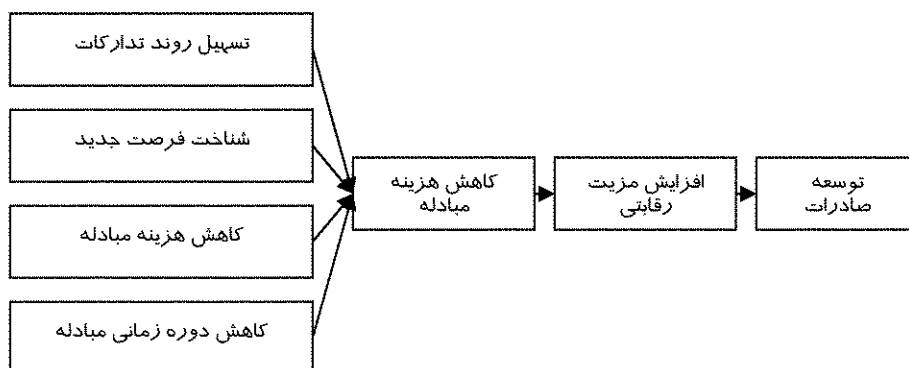 تسهیل روند تدارکات
شناخت فرصت جدید
کاهش هزینه مبادله
کاهش دوره زمانی مبادله
کاهش هزینه
مبادله
افزایش مزیت
رقابتی
توسعه
صادرات